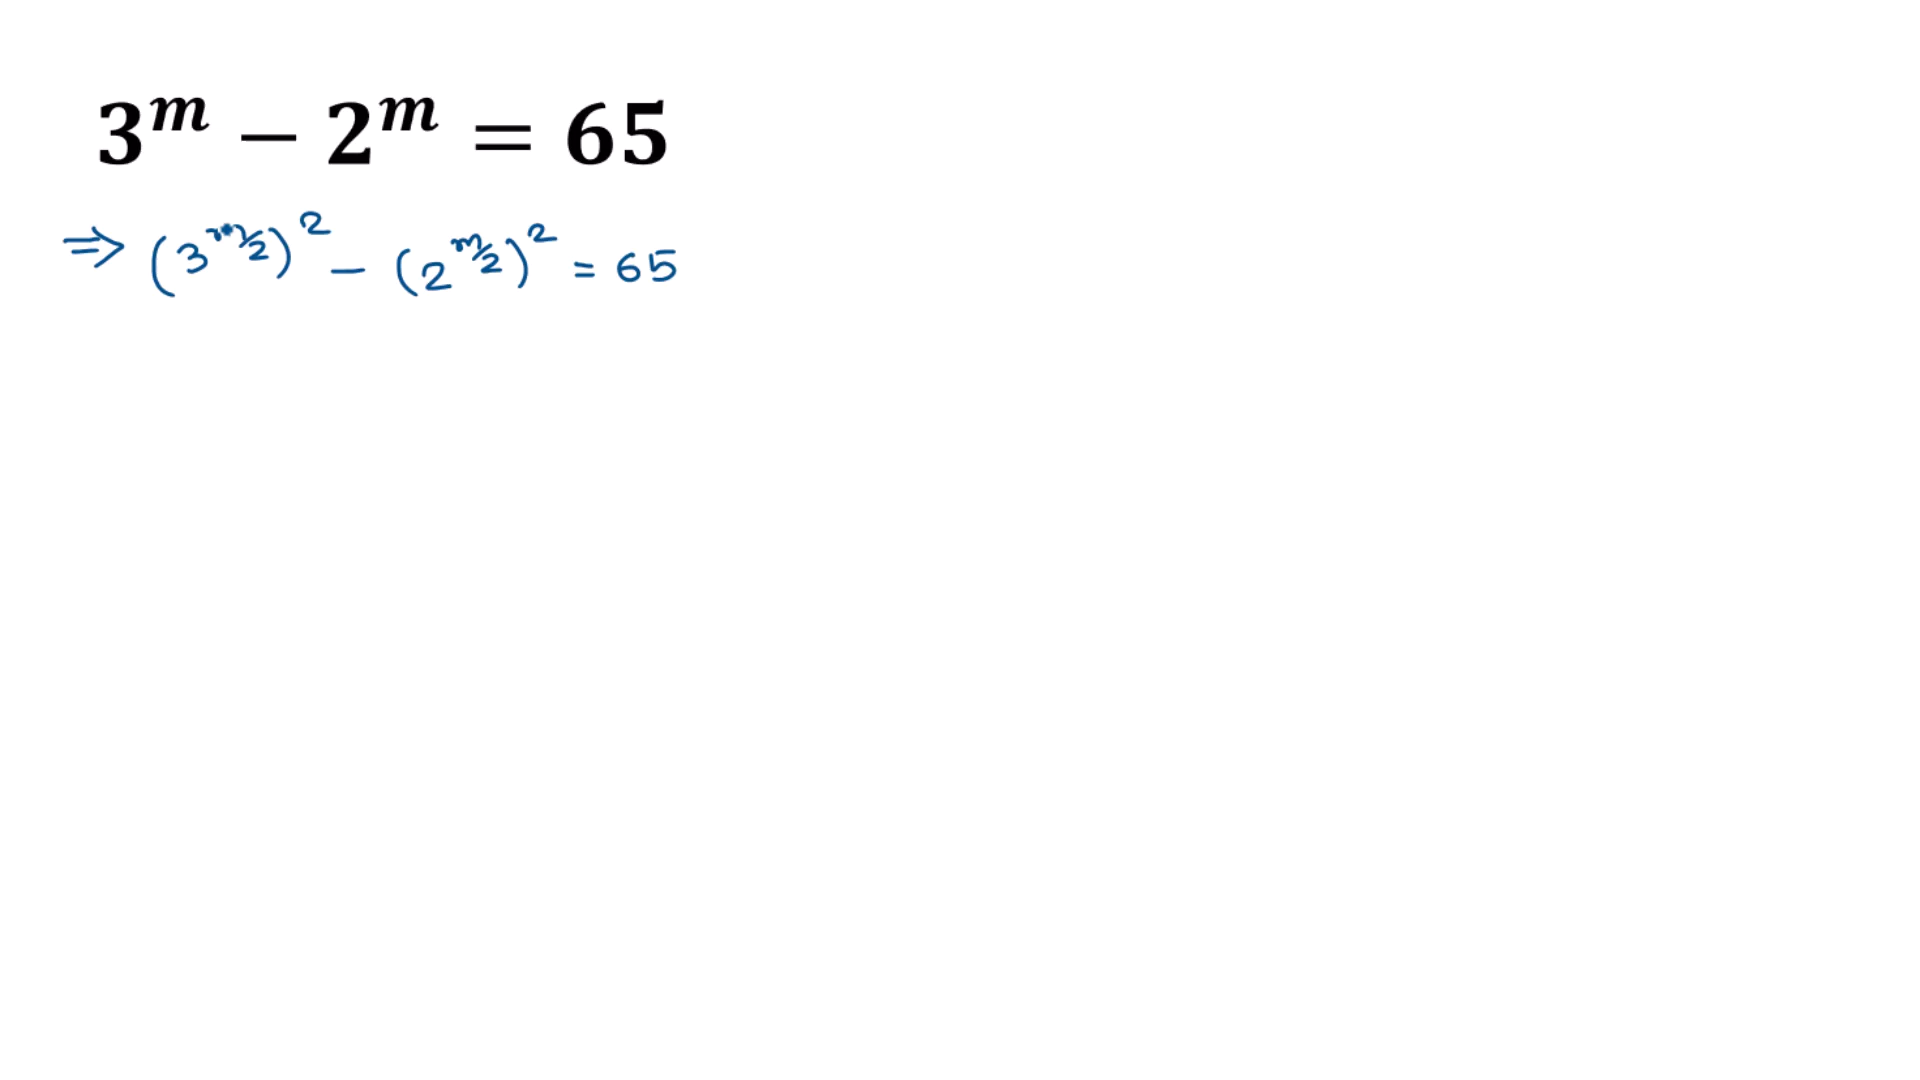 3^m − 2^m = 65
⇒ (3^{m/2})^2 − (2^{m/2})^2 = 65